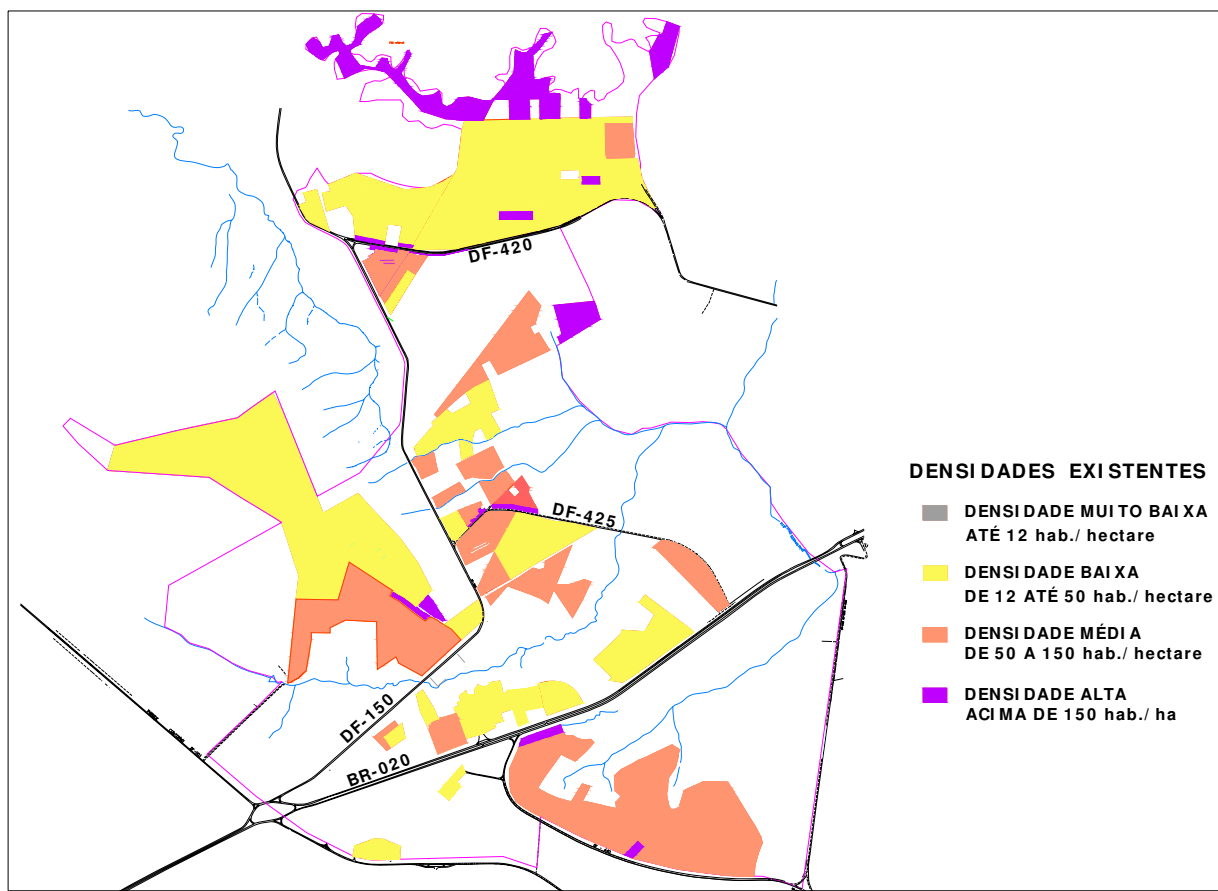 DF-420
DF-425
DF-150
BR-020
DENSIDADES EXISTENTES
DENSIDADE MUITO BAIXA
ATÉ 12 hab./ hectare
DENSIDADE BAIXA
DE 12 ATÉ 50 hab./ hectare
DENSIDADE MÉDIA
DE 50 A 150 hab./ hectare
DENSIDADE ALTA
ACIMA DE 150 hab./ ha